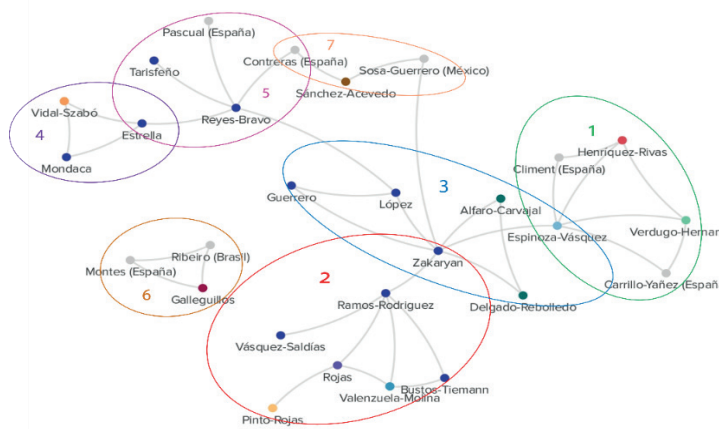 Pascual (España)
7
Contreras (España)
Tarisfeño
Sosa-Guerrero (México)
Sánchez-Acevedo
5
Vidal-Szabó
Reyes-Bravo
Estrella
4
Mondaca
1
Henríquez-Rivas
Climent (España)
3
Guerrero
López
Alfaro-Carvajal
Espinoza-Vásquez
Verdugo-Hernar
Ribeiro (Brasil)
Zakaryan
Montes (España)
2
Carrillo-Yañez (Españ
6
Galleguillos
Ramos-Rodriguez
Delgado-Rebolledo
Vásquez-Saldías
Rojas
Bustos-Tiemann
Valenzuela-Molina
Pinto-Rojas